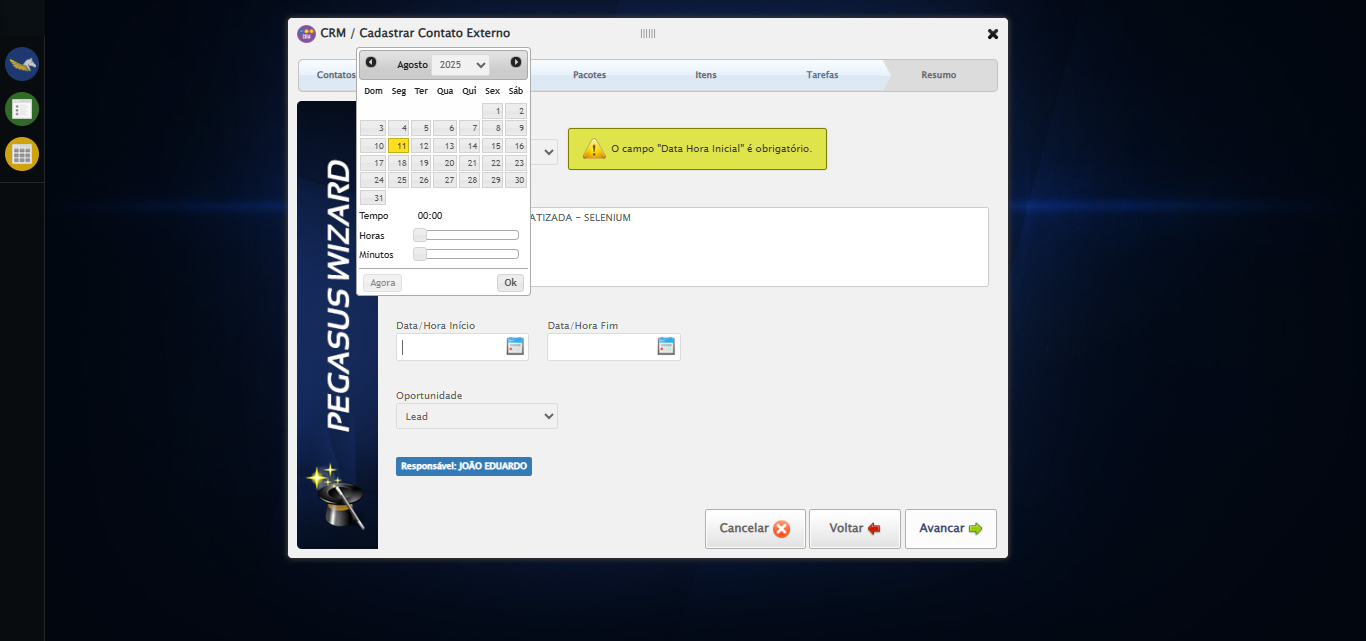 CRM / Cadastrar Contato Externo
Contatos
Pacotes
Itens
Tarefas
Resumo
Agosto 2025
Dom Seg Ter Qua Qui Sex Sáb
1 2
3 4 5 6 7 8 9
10 11 12 13 14 15 16
17 18 19 20 21 22 23
24 25 26 27 28 29 30
31
Tempo 00:00
Horas
Minutos
Agora Ok
O campo "Data Hora Inicial" é obrigatório.
ATIZADA - SELENIUM
PEGASUS WIZARD
Data/Hora Início
Data/Hora Fim
Oportunidade
Lead
Responsável: JOÃO EDUARDO
Cancelar
Voltar
Avancar